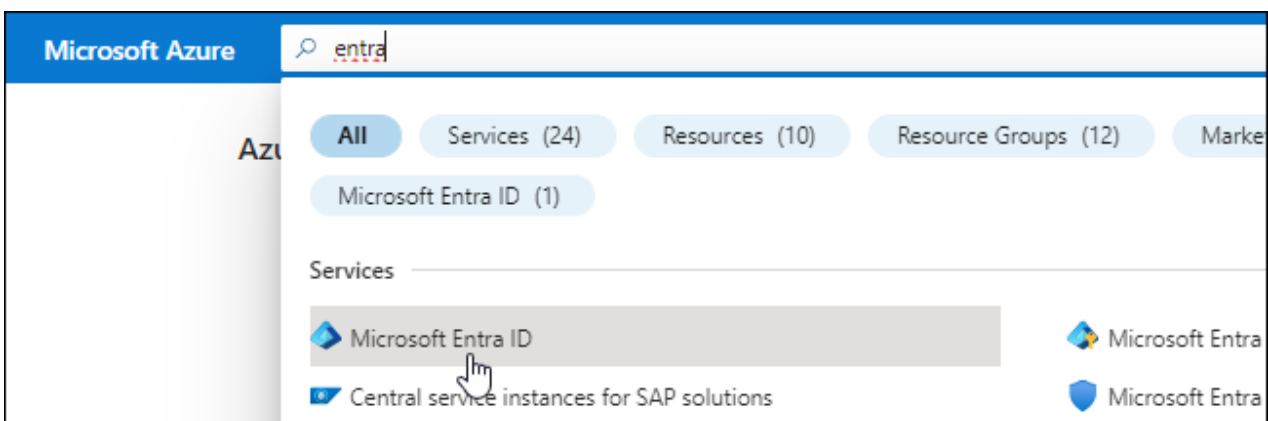 Microsoft Azure
entra
All Services (24) Resources (10) Resource Groups (12) Marke
Azu
Microsoft Entra ID (1)
Services
Microsoft Entra ID Microsoft Entra
Central service instances for SAP solutions Microsoft Entra